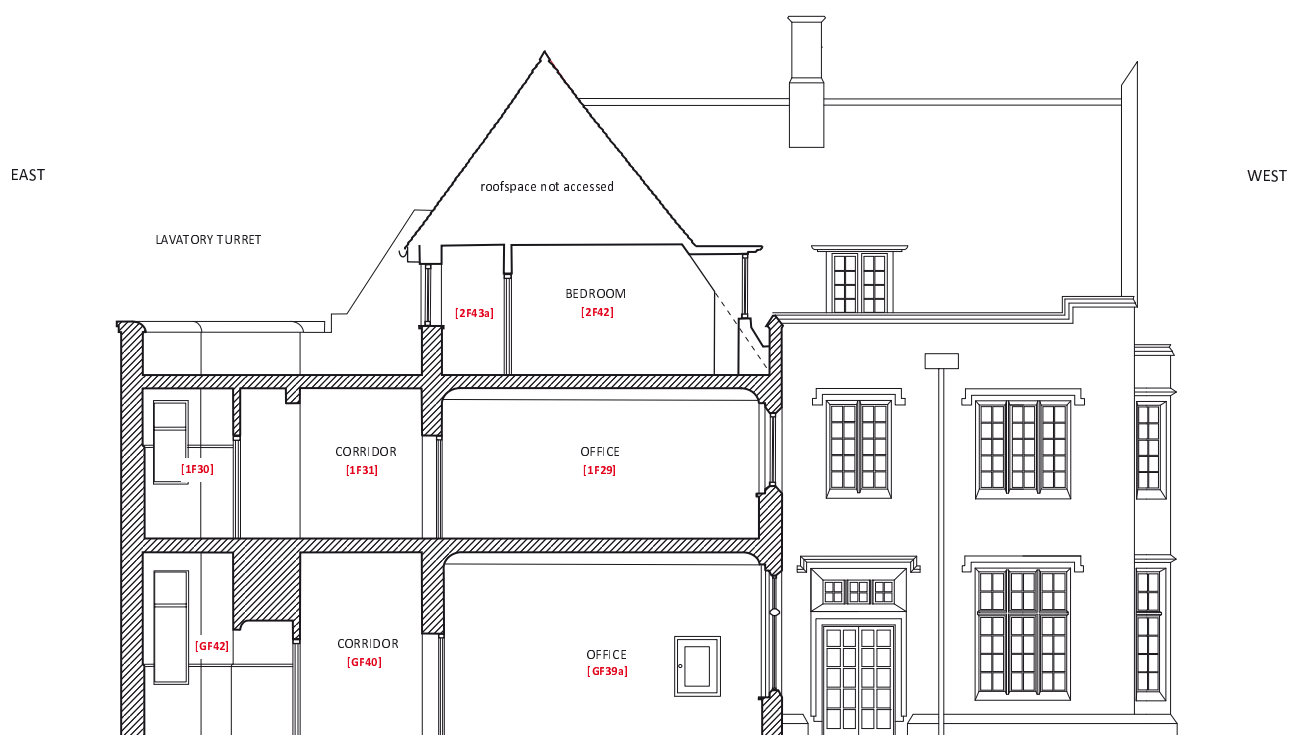 EAST
WEST
roofspace not accessed
LAVATORY TURRET
BEDROOM
[2F43a]
[2F42]
CORRIDOR
OFFICE
[1F30]
[1F31]
[1F29]
[GF42]
CORRIDOR
[GF40]
OFFICE
[GF39a]